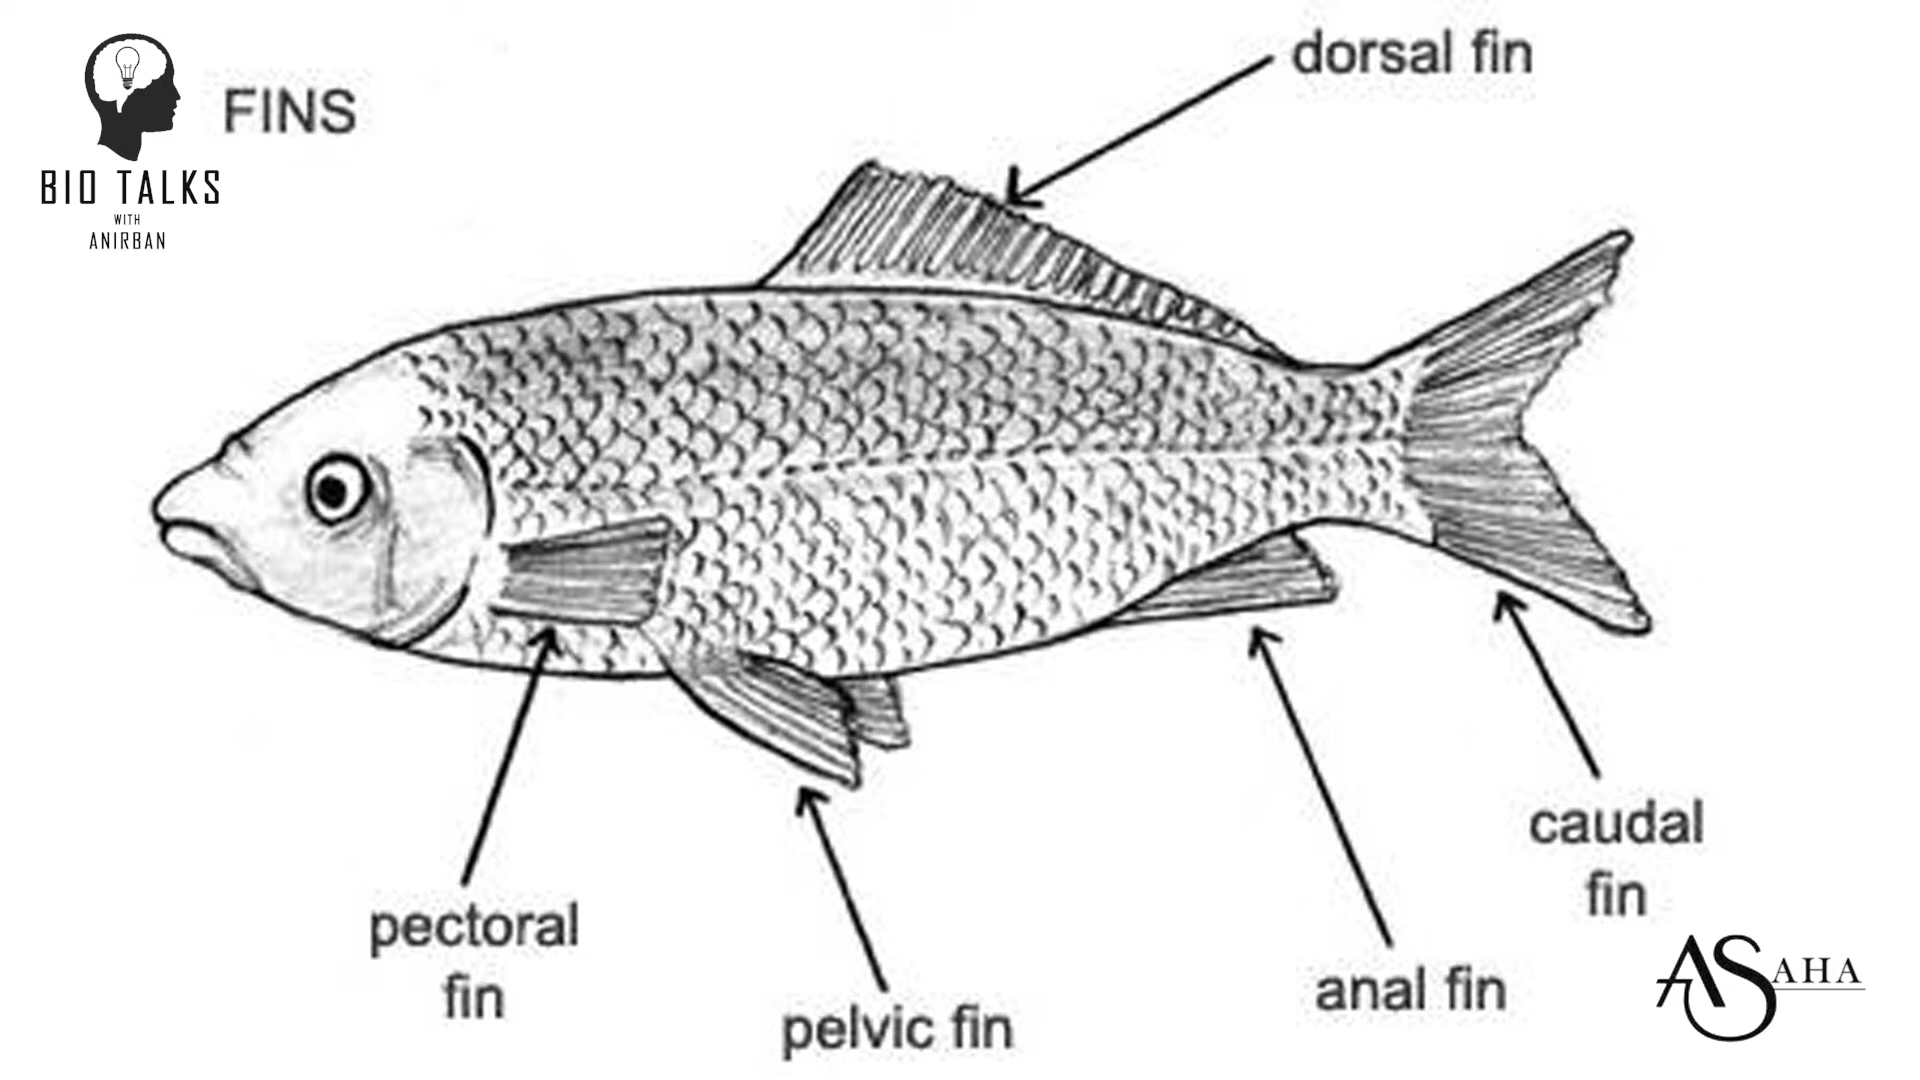 FINS
BIO TALKS
WITH
ANIRBAN
dorsal fin
pectoral
fin
pelvic fin
anal fin
caudal
fin
ASAHA